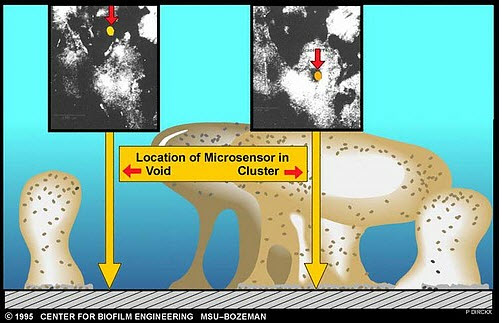 Location of Microsensor in
Void Cluster
P DIRCKX
© 1995 CENTER FOR BIOFILM ENGINEERING MSU–BOZEMAN